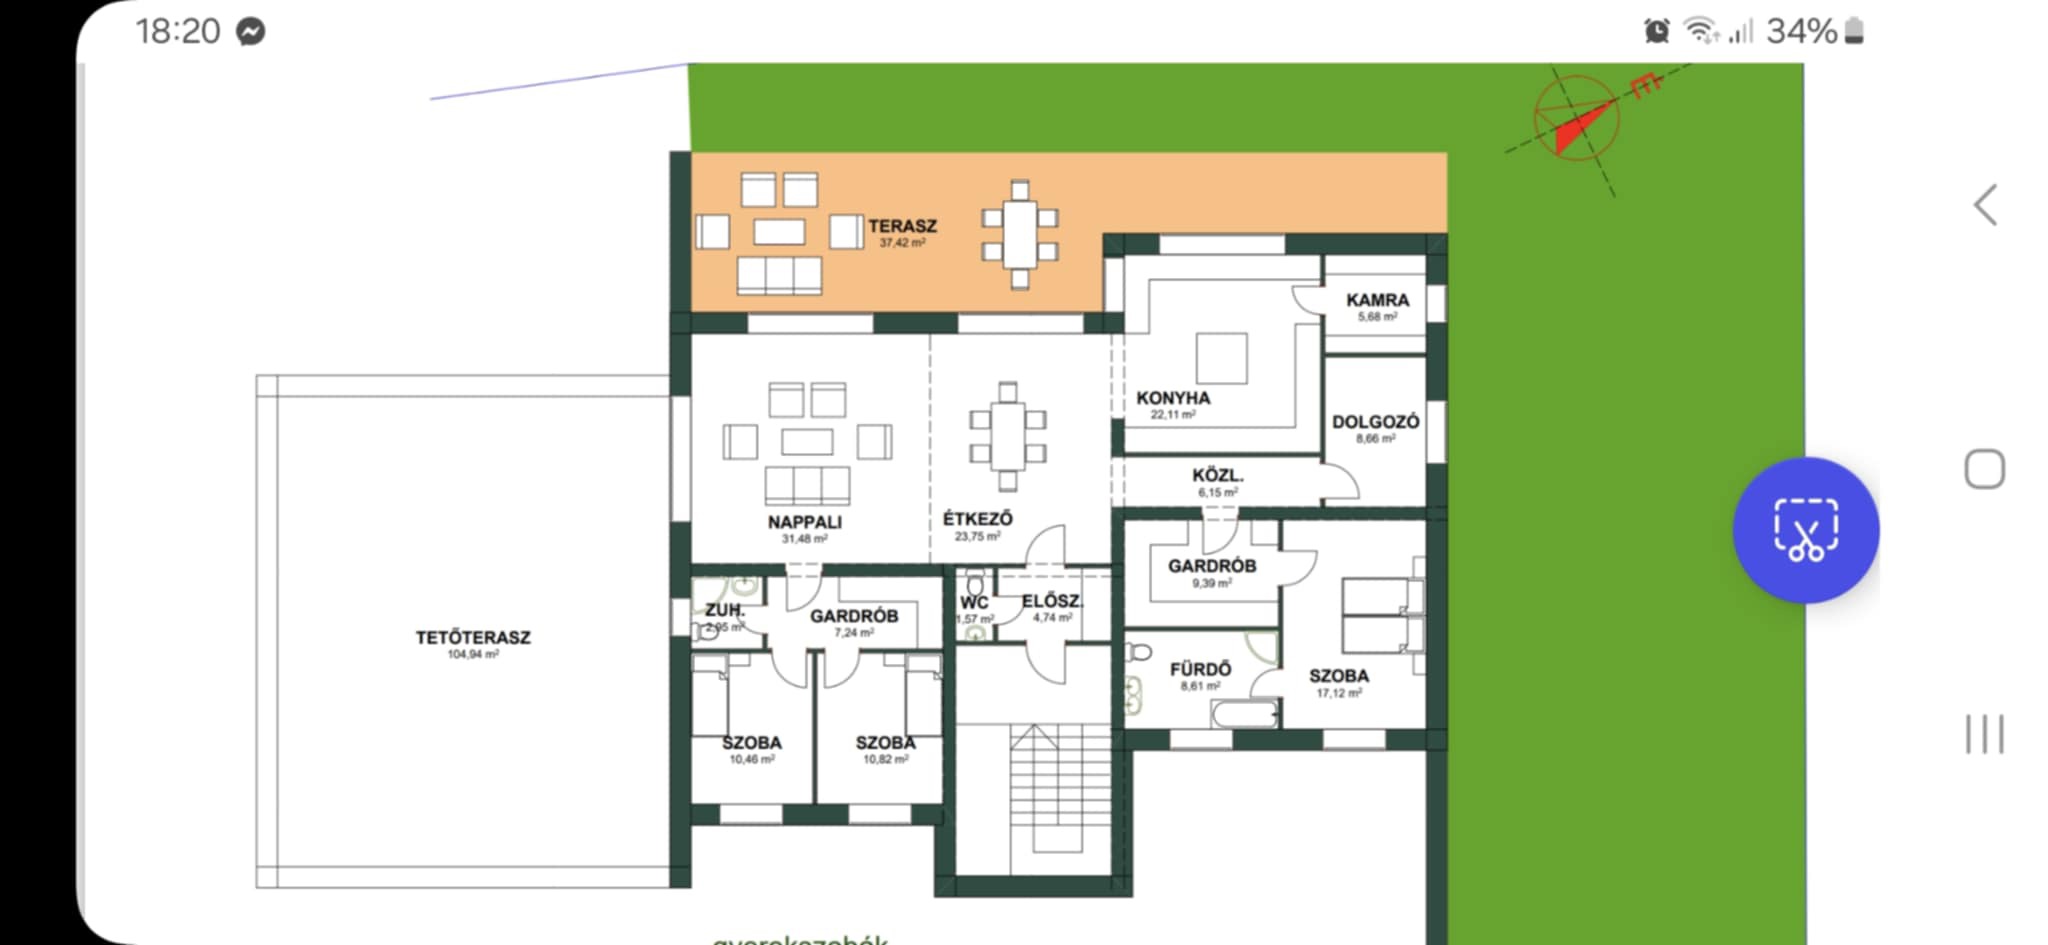 18:20
34%
E
TERASZ
37,42 m²
KAMRA
5,68 m²
KONYHA
22,11 m²
DOLGOZÓ
8,66 m²
KÖZL.
6,15 m²
NAPPALI
31,48 m²
ÉTKEZŐ
23,75 m²
GARDRÓB
9,39 m²
ZUH.
2,95 m²
GARDRÓB
7,24 m²
WC
1,57 m²
ELŐSZ.
4,74 m²
TETŐTERASZ
104,94 m²
FÜRDŐ
8,61 m²
SZOBA
17,12 m²
SZOBA
10,46 m²
SZOBA
10,82 m²
gyerekszobák